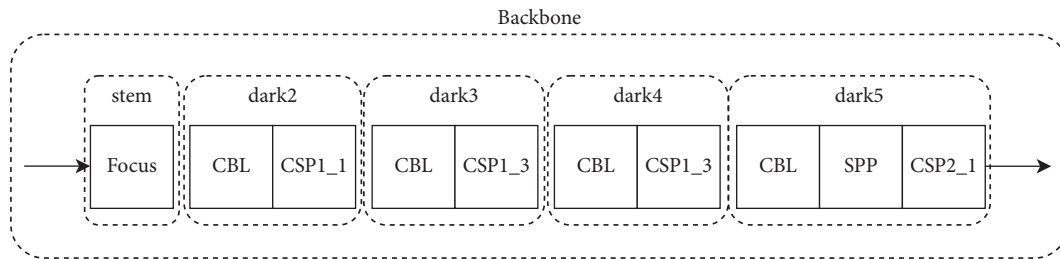 Backbone
stem dark2 dark3 dark4 dark5
Focus CBL CSP1_1 CBL CSP1_3 CBL CSP1_3 CBL SPP CSP2_1